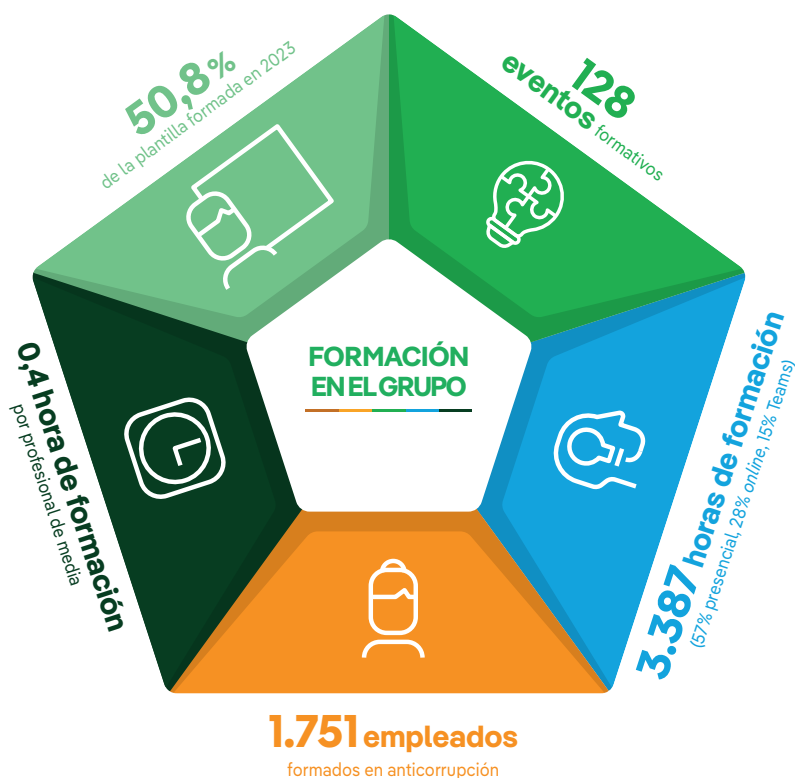 50,8%
de la plantilla formada en 2023
128
eventos formativos
FORMACIÓN
EN EL GRUPO
0,4 hora de formación
por profesional de media
3.387 horas de formación
(57% presencial, 28% online, 15% Teams)
1.751 empleados
formados en anticorrupción